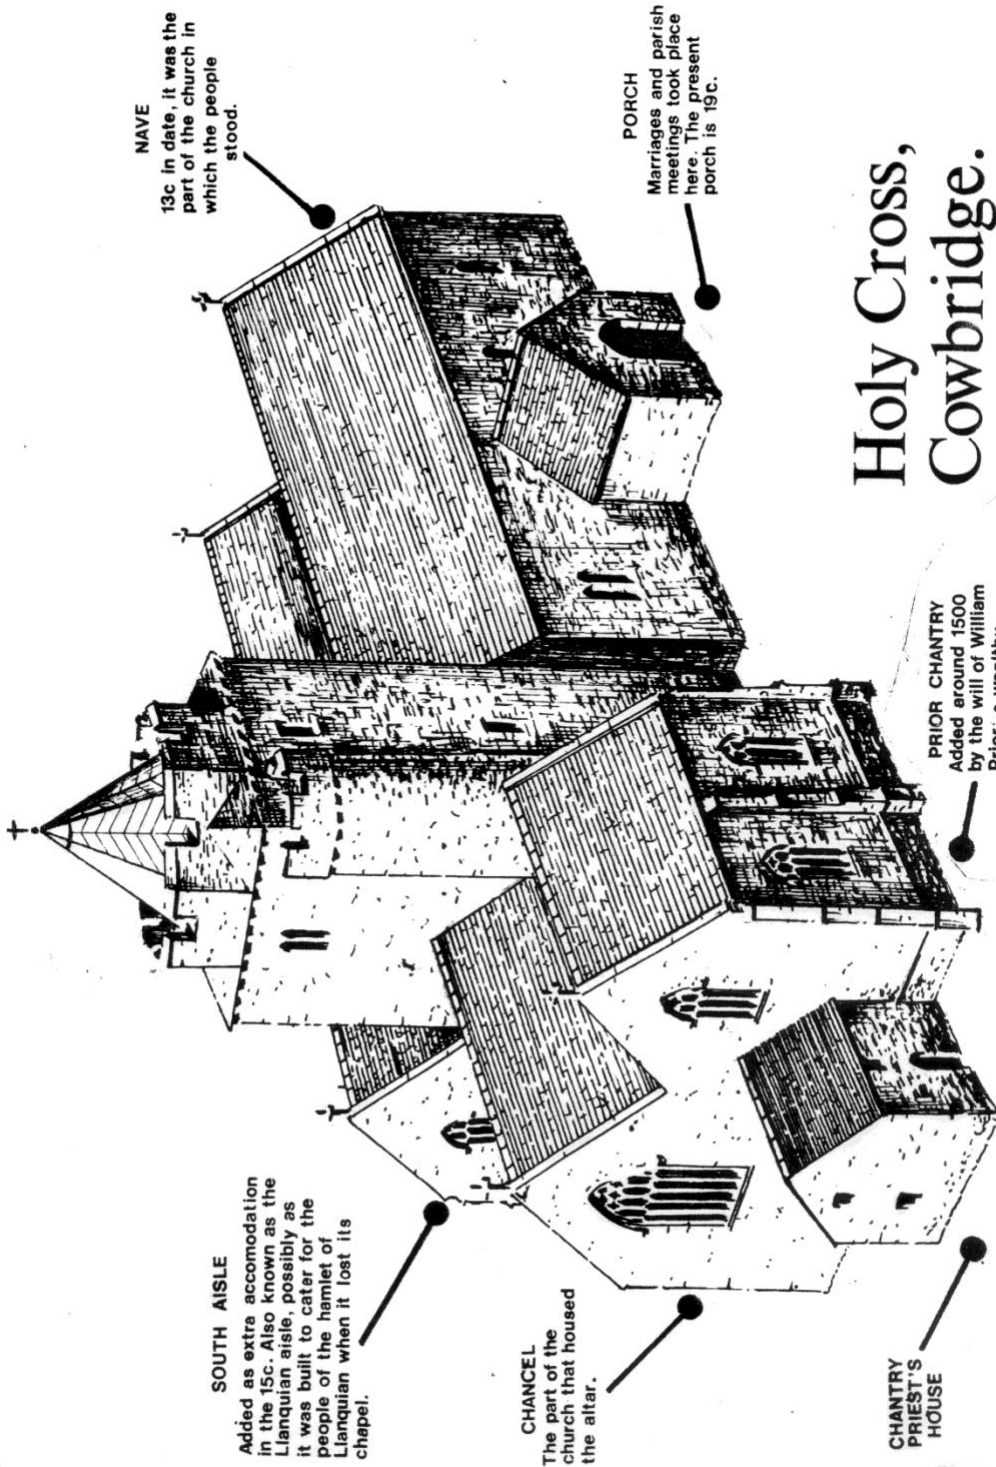 SOUTH AISLE
Added as extra accomodation
in the 15c. Also known as the
Llanquian aisle, possibly as
it was built to cater for the
people of the hamlet of
Llanquian when it lost its
chapel.
NAVE
13c in date, it was the
part of the church in
which the people
stood.
CHANCEL
The part of the
church that housed
the altar.
PORCH
Marriages and parish
meetings took place
here. The present
porch is 19c.
CHANTRY
PRIEST'S
HOUSE
PRIOR CHANTRY
Added around 1500
by the will of William
Holy Cross,
Cowbridge.